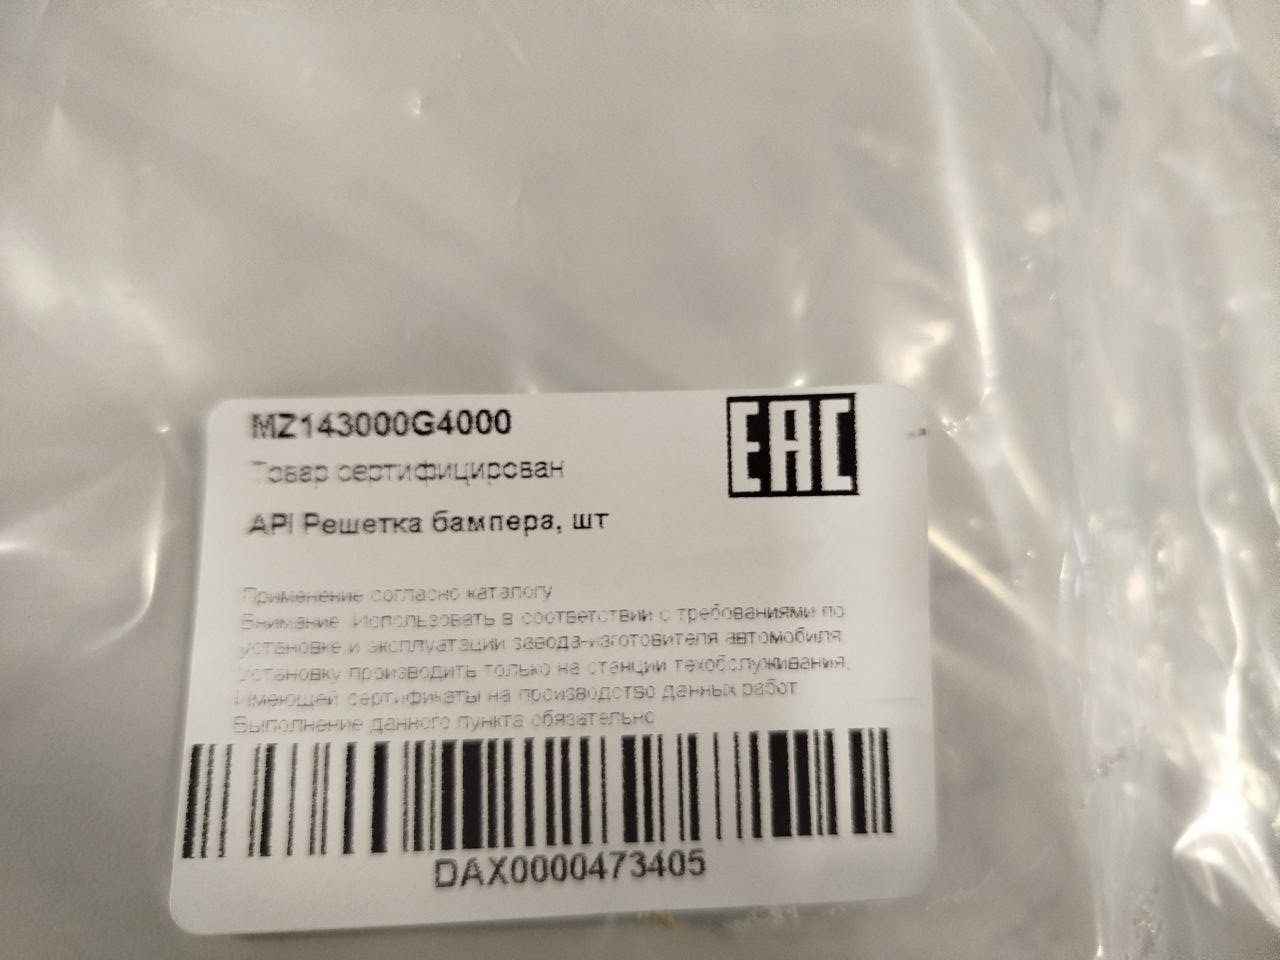 MZ143000G4000
EAC
Товар сертифицирован
API Решетка бампера, шт
Применение согласно каталогу
Внимание. Использовать в соответствии с требованиями по
установке и эксплуатации завода-изготовителя автомобиля
Установку производить только на станции техобслуживания,
имеющей сертификаты на производство данных работ.
Выполнение данного пункта обязательно
DAX0000473405